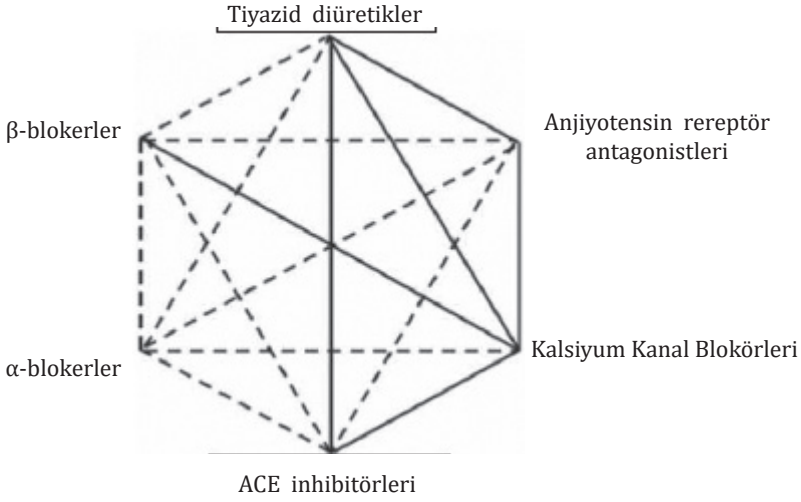 Tiyazid diüretikler
β-blokerler
Anjiyotensin rereptör
antagonistleri
α-blokerler
Kalsiyum Kanal Blokörleri
ACE inhibitörleri